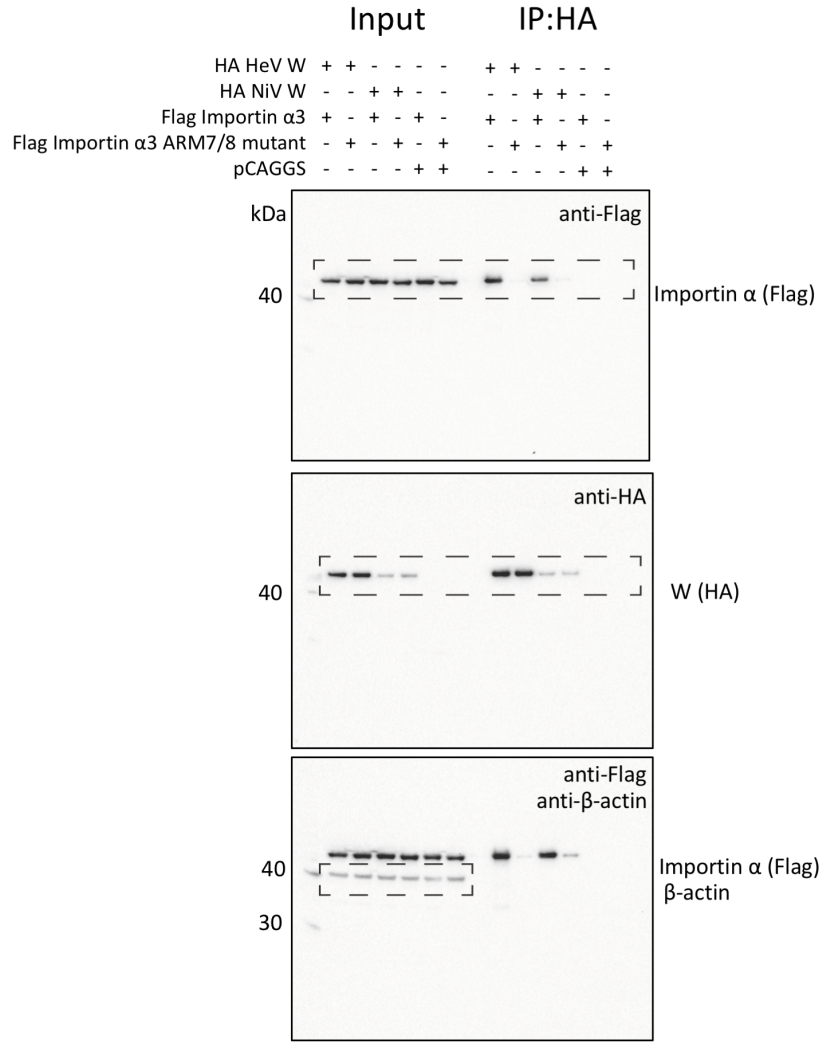 Input IP:HA
HA HeV W + + - - - - + + - - - -
HA NiV W - - + + - - - - + + - -
Flag Importin α3 + - + - + - + - + - + -
Flag Importin α3 ARM7/8 mutant - + - + - + - + - + - +
pCAGGS - - - - + + - - - - + +
kDa anti-Flag
40 Importin α (Flag)
anti-HA
40 W (HA)
anti-Flag
anti-β-actin
40 Importin α (Flag)
β-actin
30